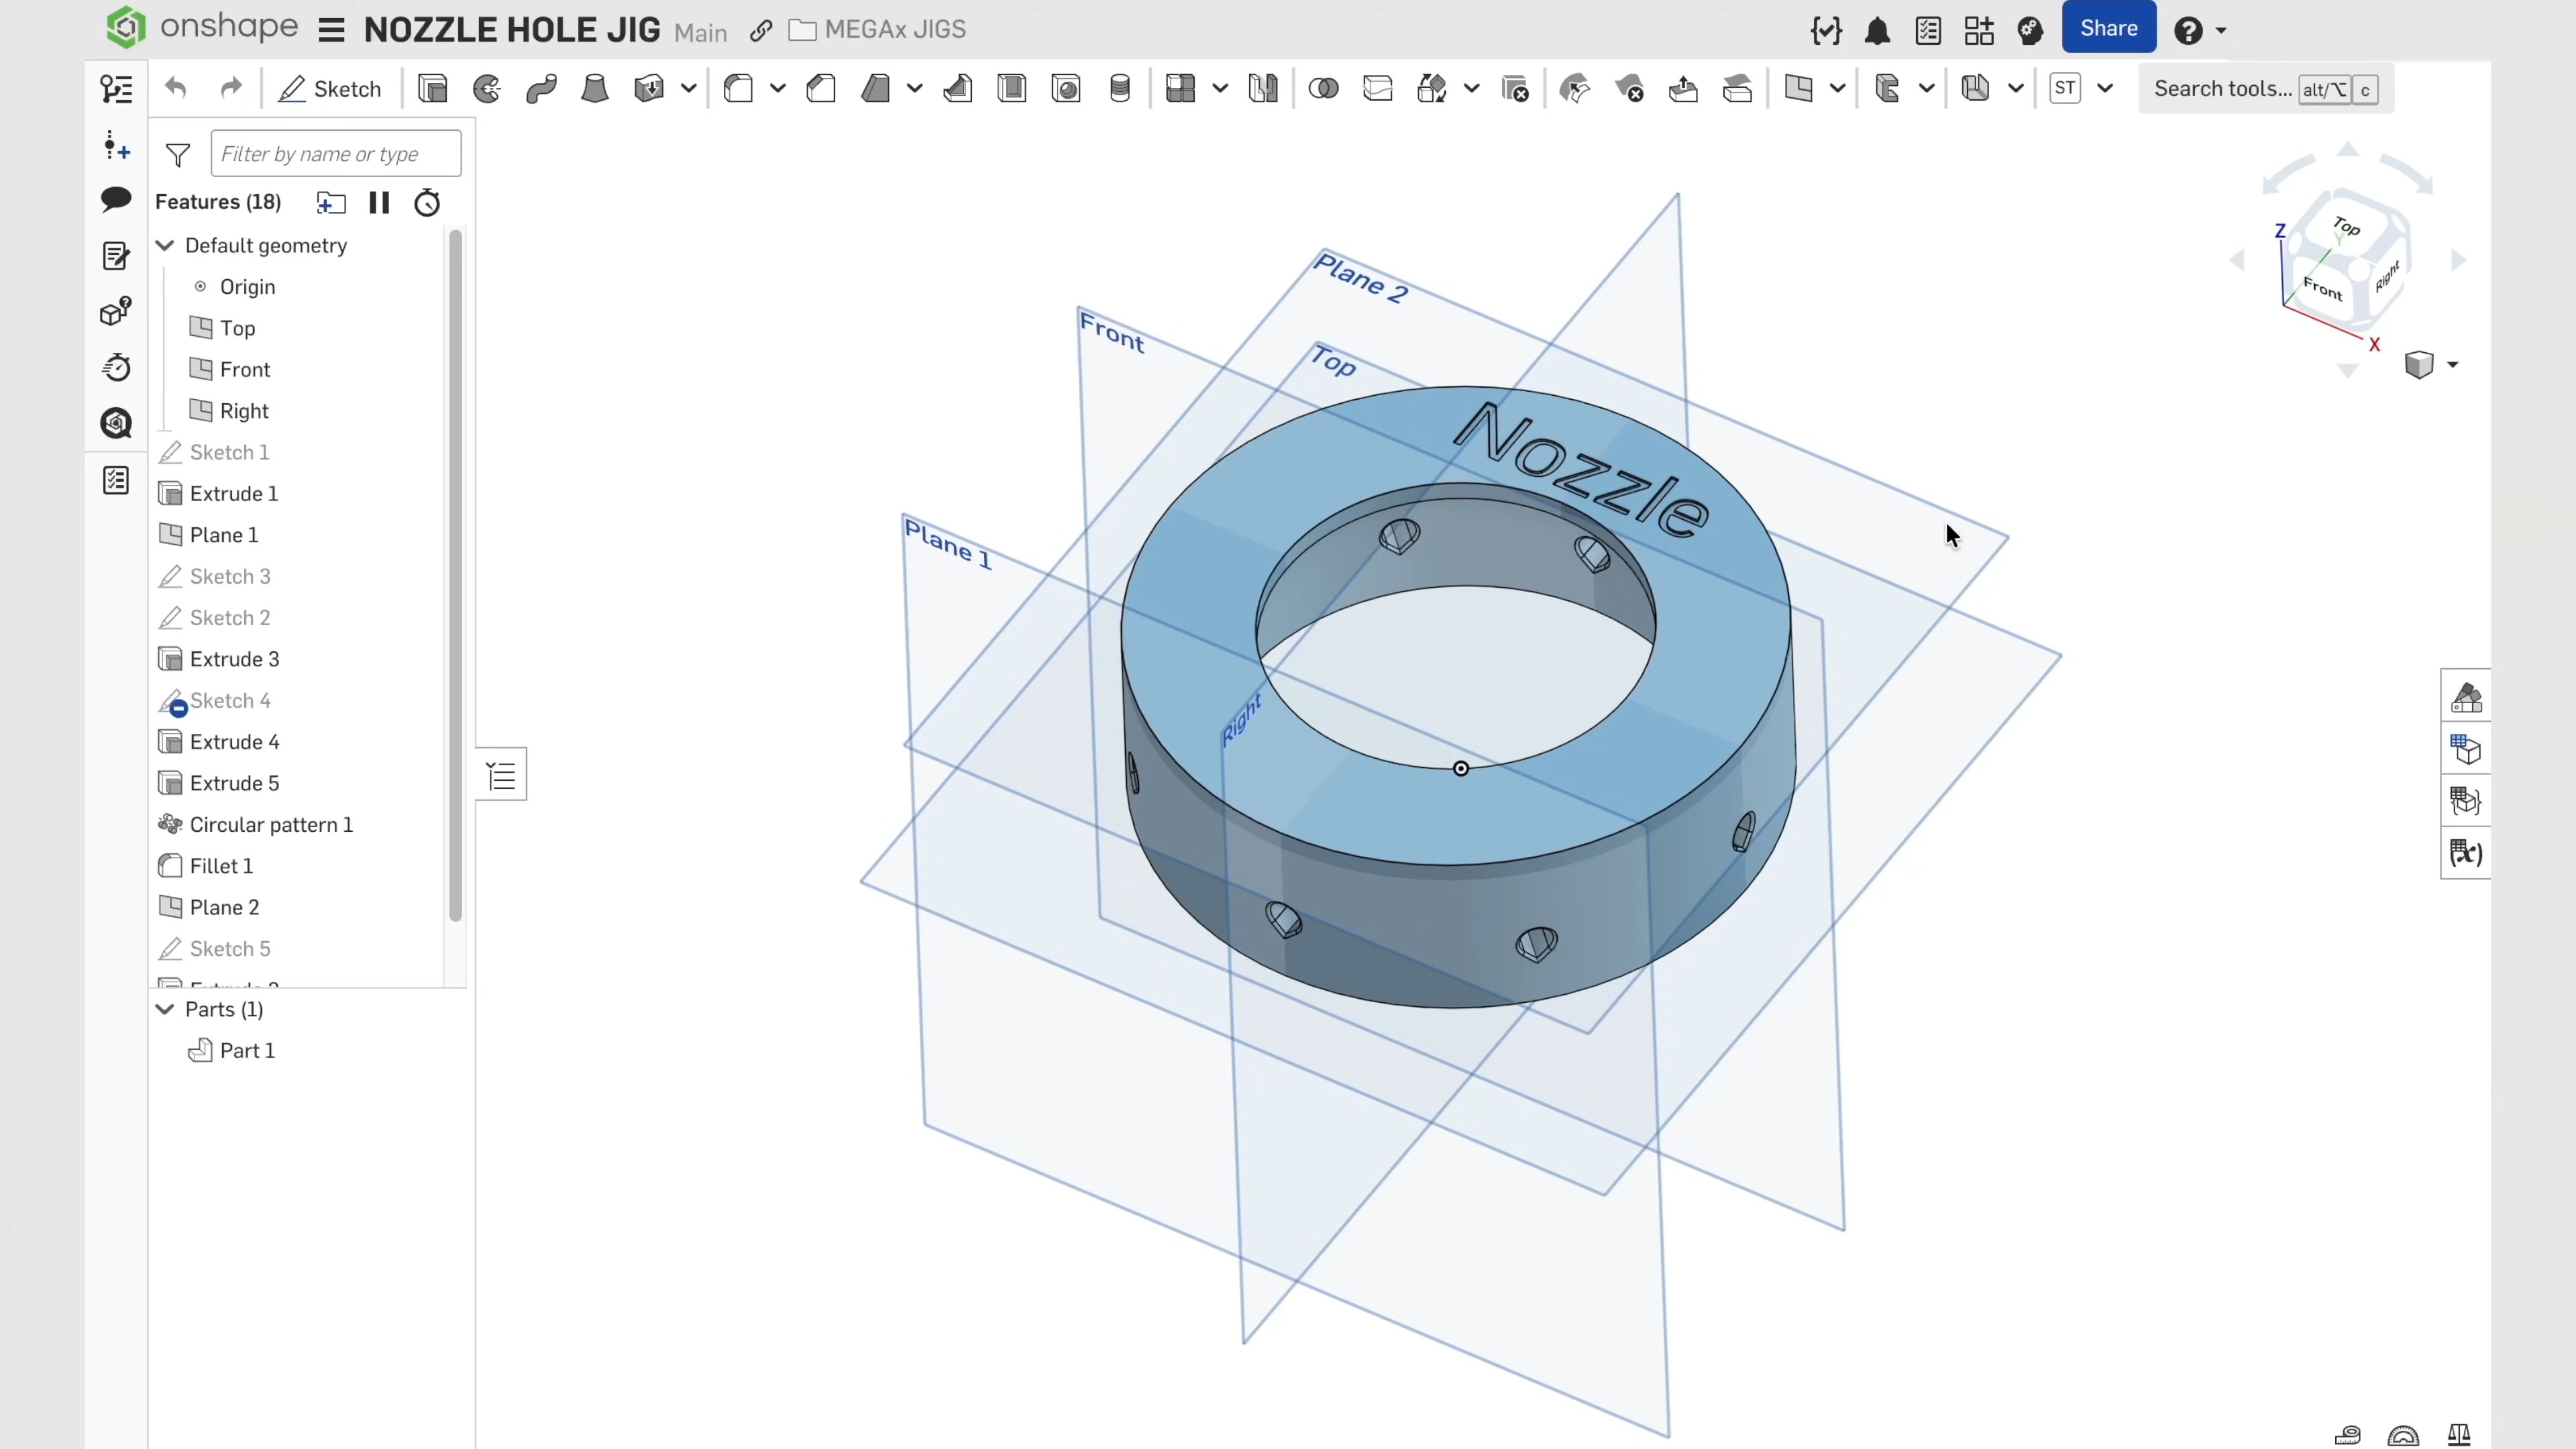 onshape NOZZLE HOLE JIG Main MEGAx JIGS Share
Sketch ST Search tools... alt/⌥ c
Filter by name or type
Features (18)
Default geometry
Origin
Top
Front
Right
Sketch 1
Extrude 1
Plane 1
Sketch 3
Sketch 2
Extrude 3
Sketch 4
Extrude 4
Extrude 5
Circular pattern 1
Fillet 1
Plane 2
Sketch 5
Parts (1)
Part 1
Plane 2
Front
Top
Plane 1
Right
Nozzle
Top
Front
Right
Z
Y
X
(x)